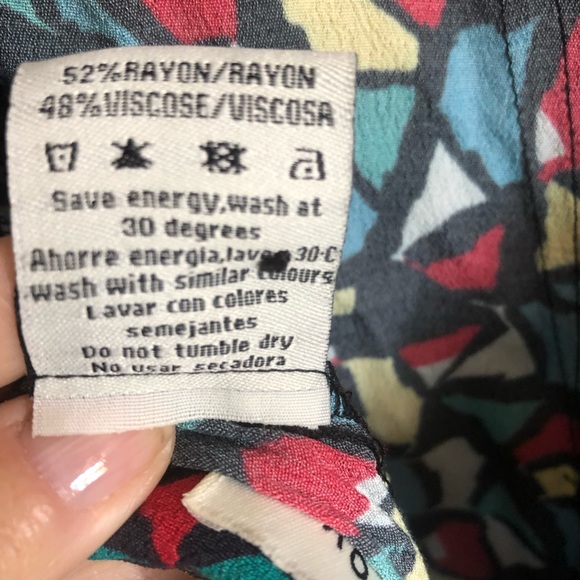 52%RAYON/RAYON
48%VISCOSE/VISCOSA
Save energy,wash at
30 degrees
Ahorre energia,lavar 30·C
wash with similar colours
Lavar con colores
semejantes
Do not tumble dry
No usar secadora